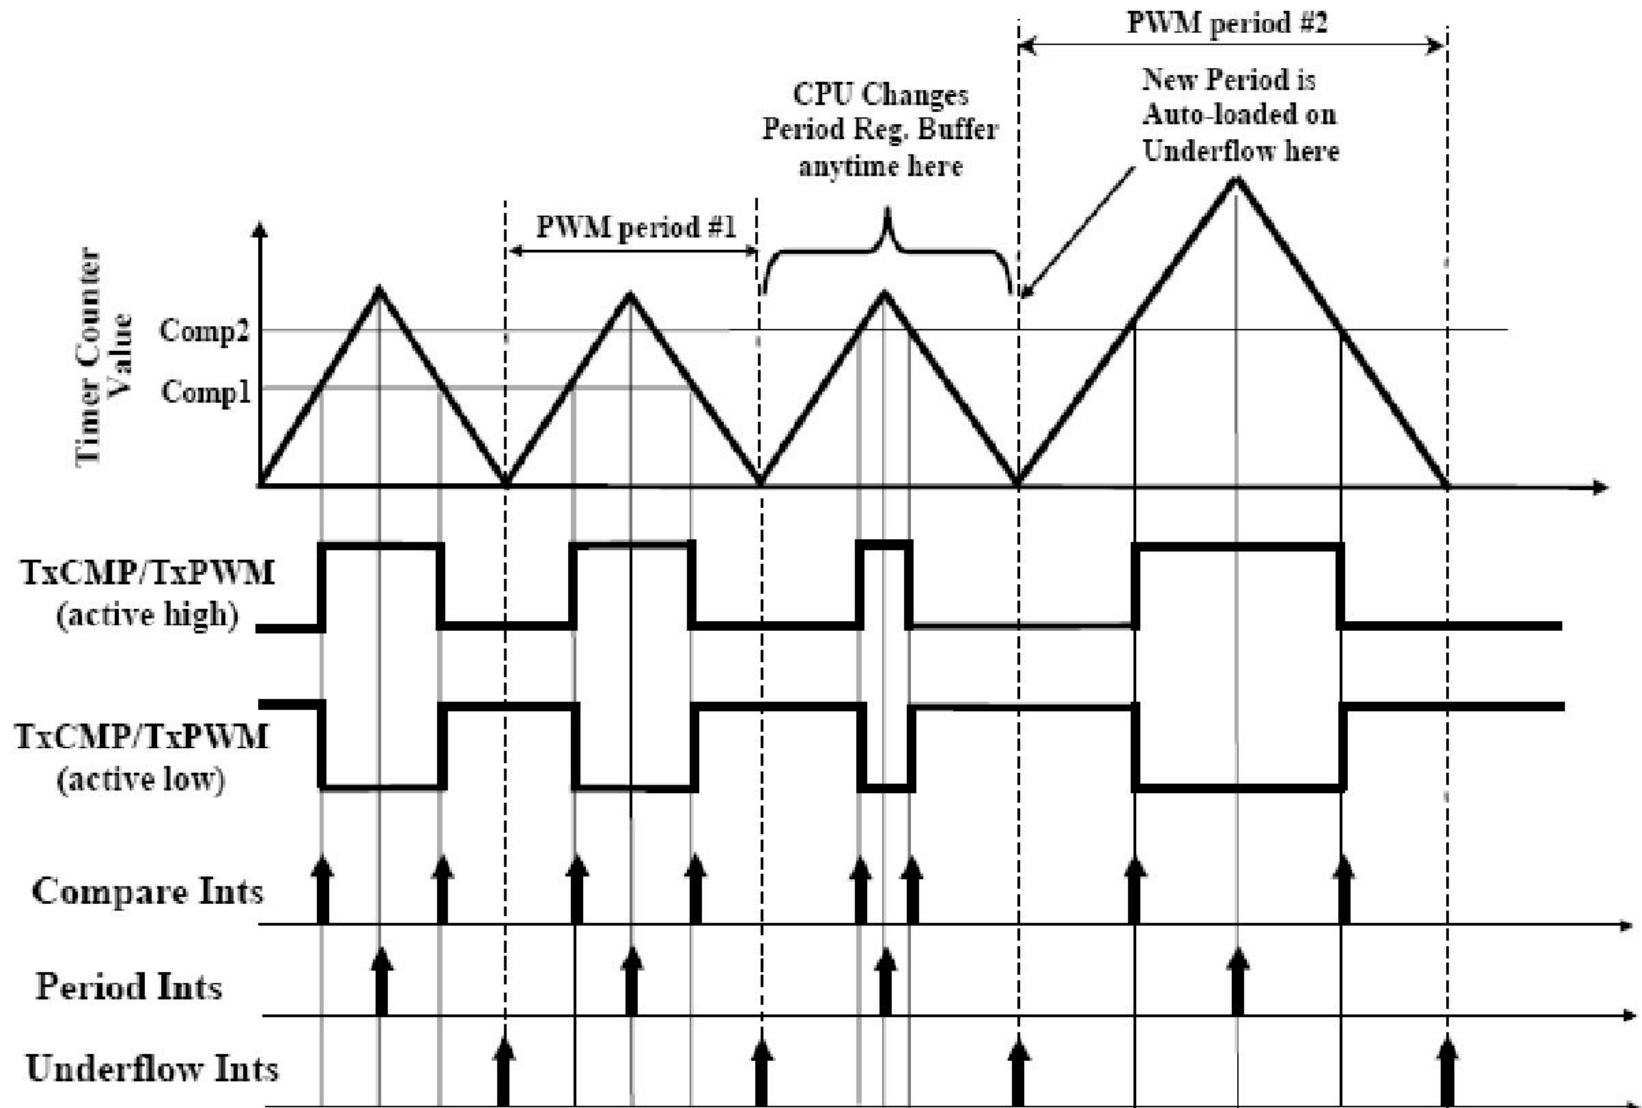 PWM period #2
New Period is
Auto-loaded on
Underflow here
CPU Changes
Period Reg. Buffer
anytime here
PWM period #1
Timer Counter
Value
Comp2
Comp1
TxCMP/TxPWM
(active high)
TxCMP/TxPWM
(active low)
Compare Ints
Period Ints
Underflow Ints